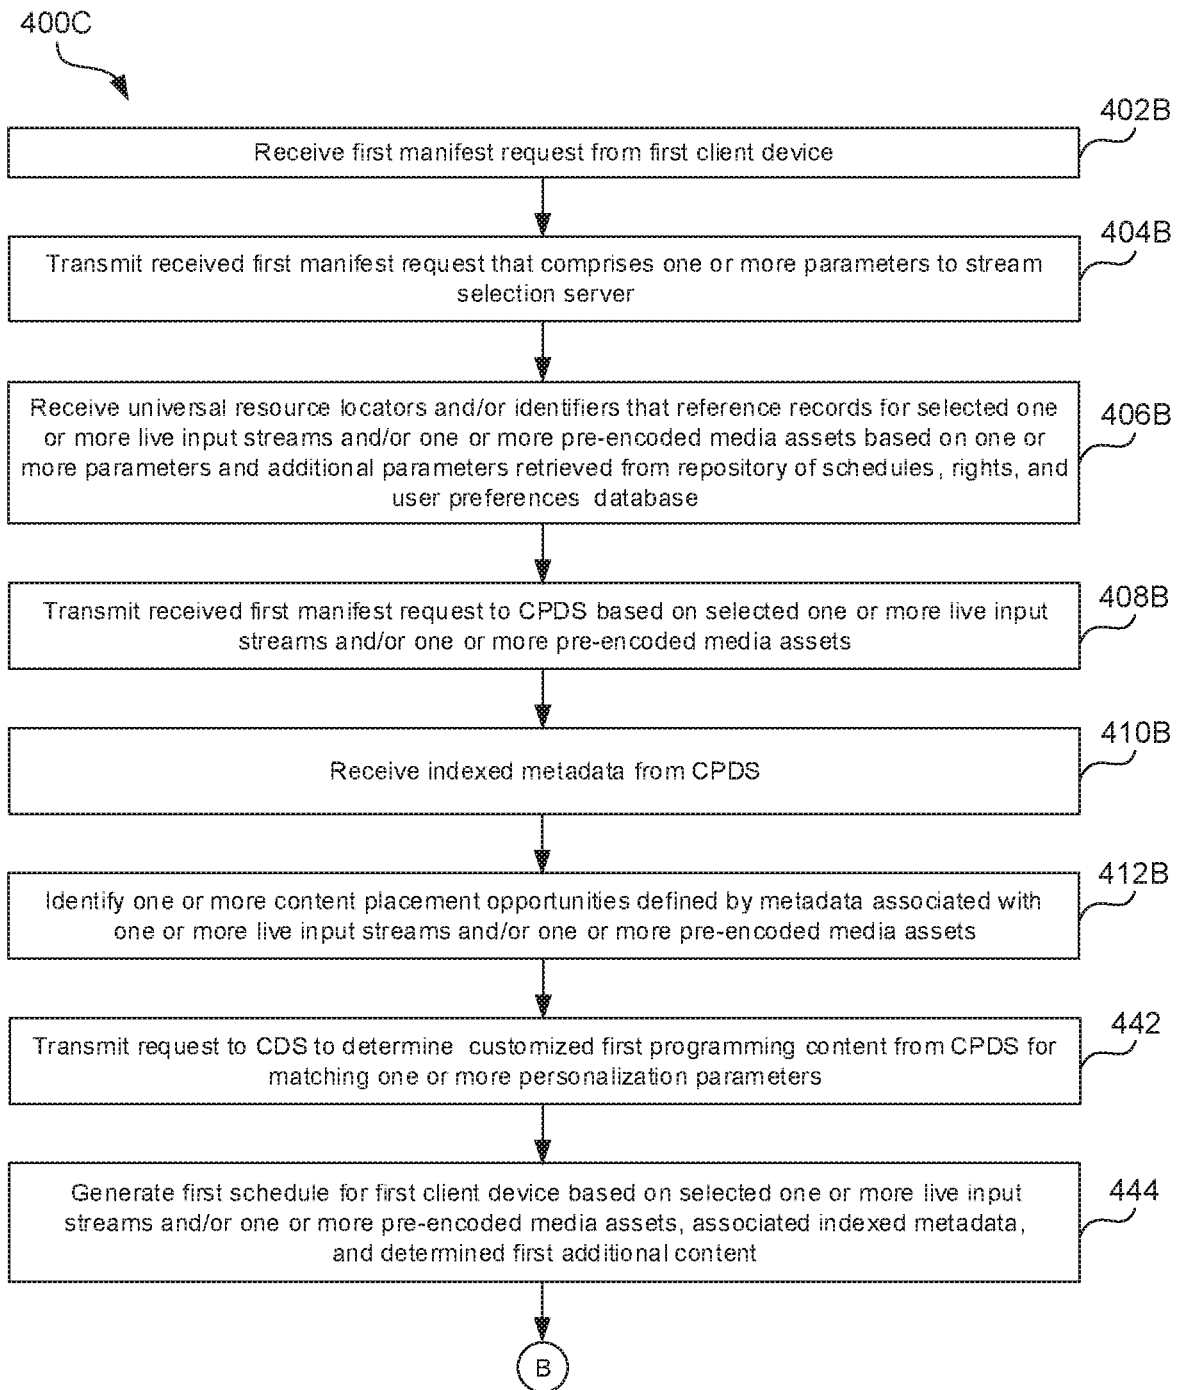 400C
402B
Receive first manifest request from first client device
404B
Transmit received first manifest request that comprises one or more parameters to stream
selection server
406B
Receive universal resource locators and/or identifiers that reference records for selected one
or more live input streams and/or one or more pre-encoded media assets based on one or
more parameters and additional parameters retrieved from repository of schedules, rights, and
user preferences database
408B
Transmit received first manifest request to CPDS based on selected one or more live input
streams and/or one or more pre-encoded media assets
410B
Receive indexed metadata from CPDS
412B
Identify one or more content placement opportunities defined by metadata associated with
one or more live input streams and/or one or more pre-encoded media assets
442
Transmit request to CDS to determine customized first programming content from CPDS for
matching one or more personalization parameters
444
Generate first schedule for first client device based on selected one or more live input
streams and/or one or more pre-encoded media assets, associated indexed metadata,
and determined first additional content
B